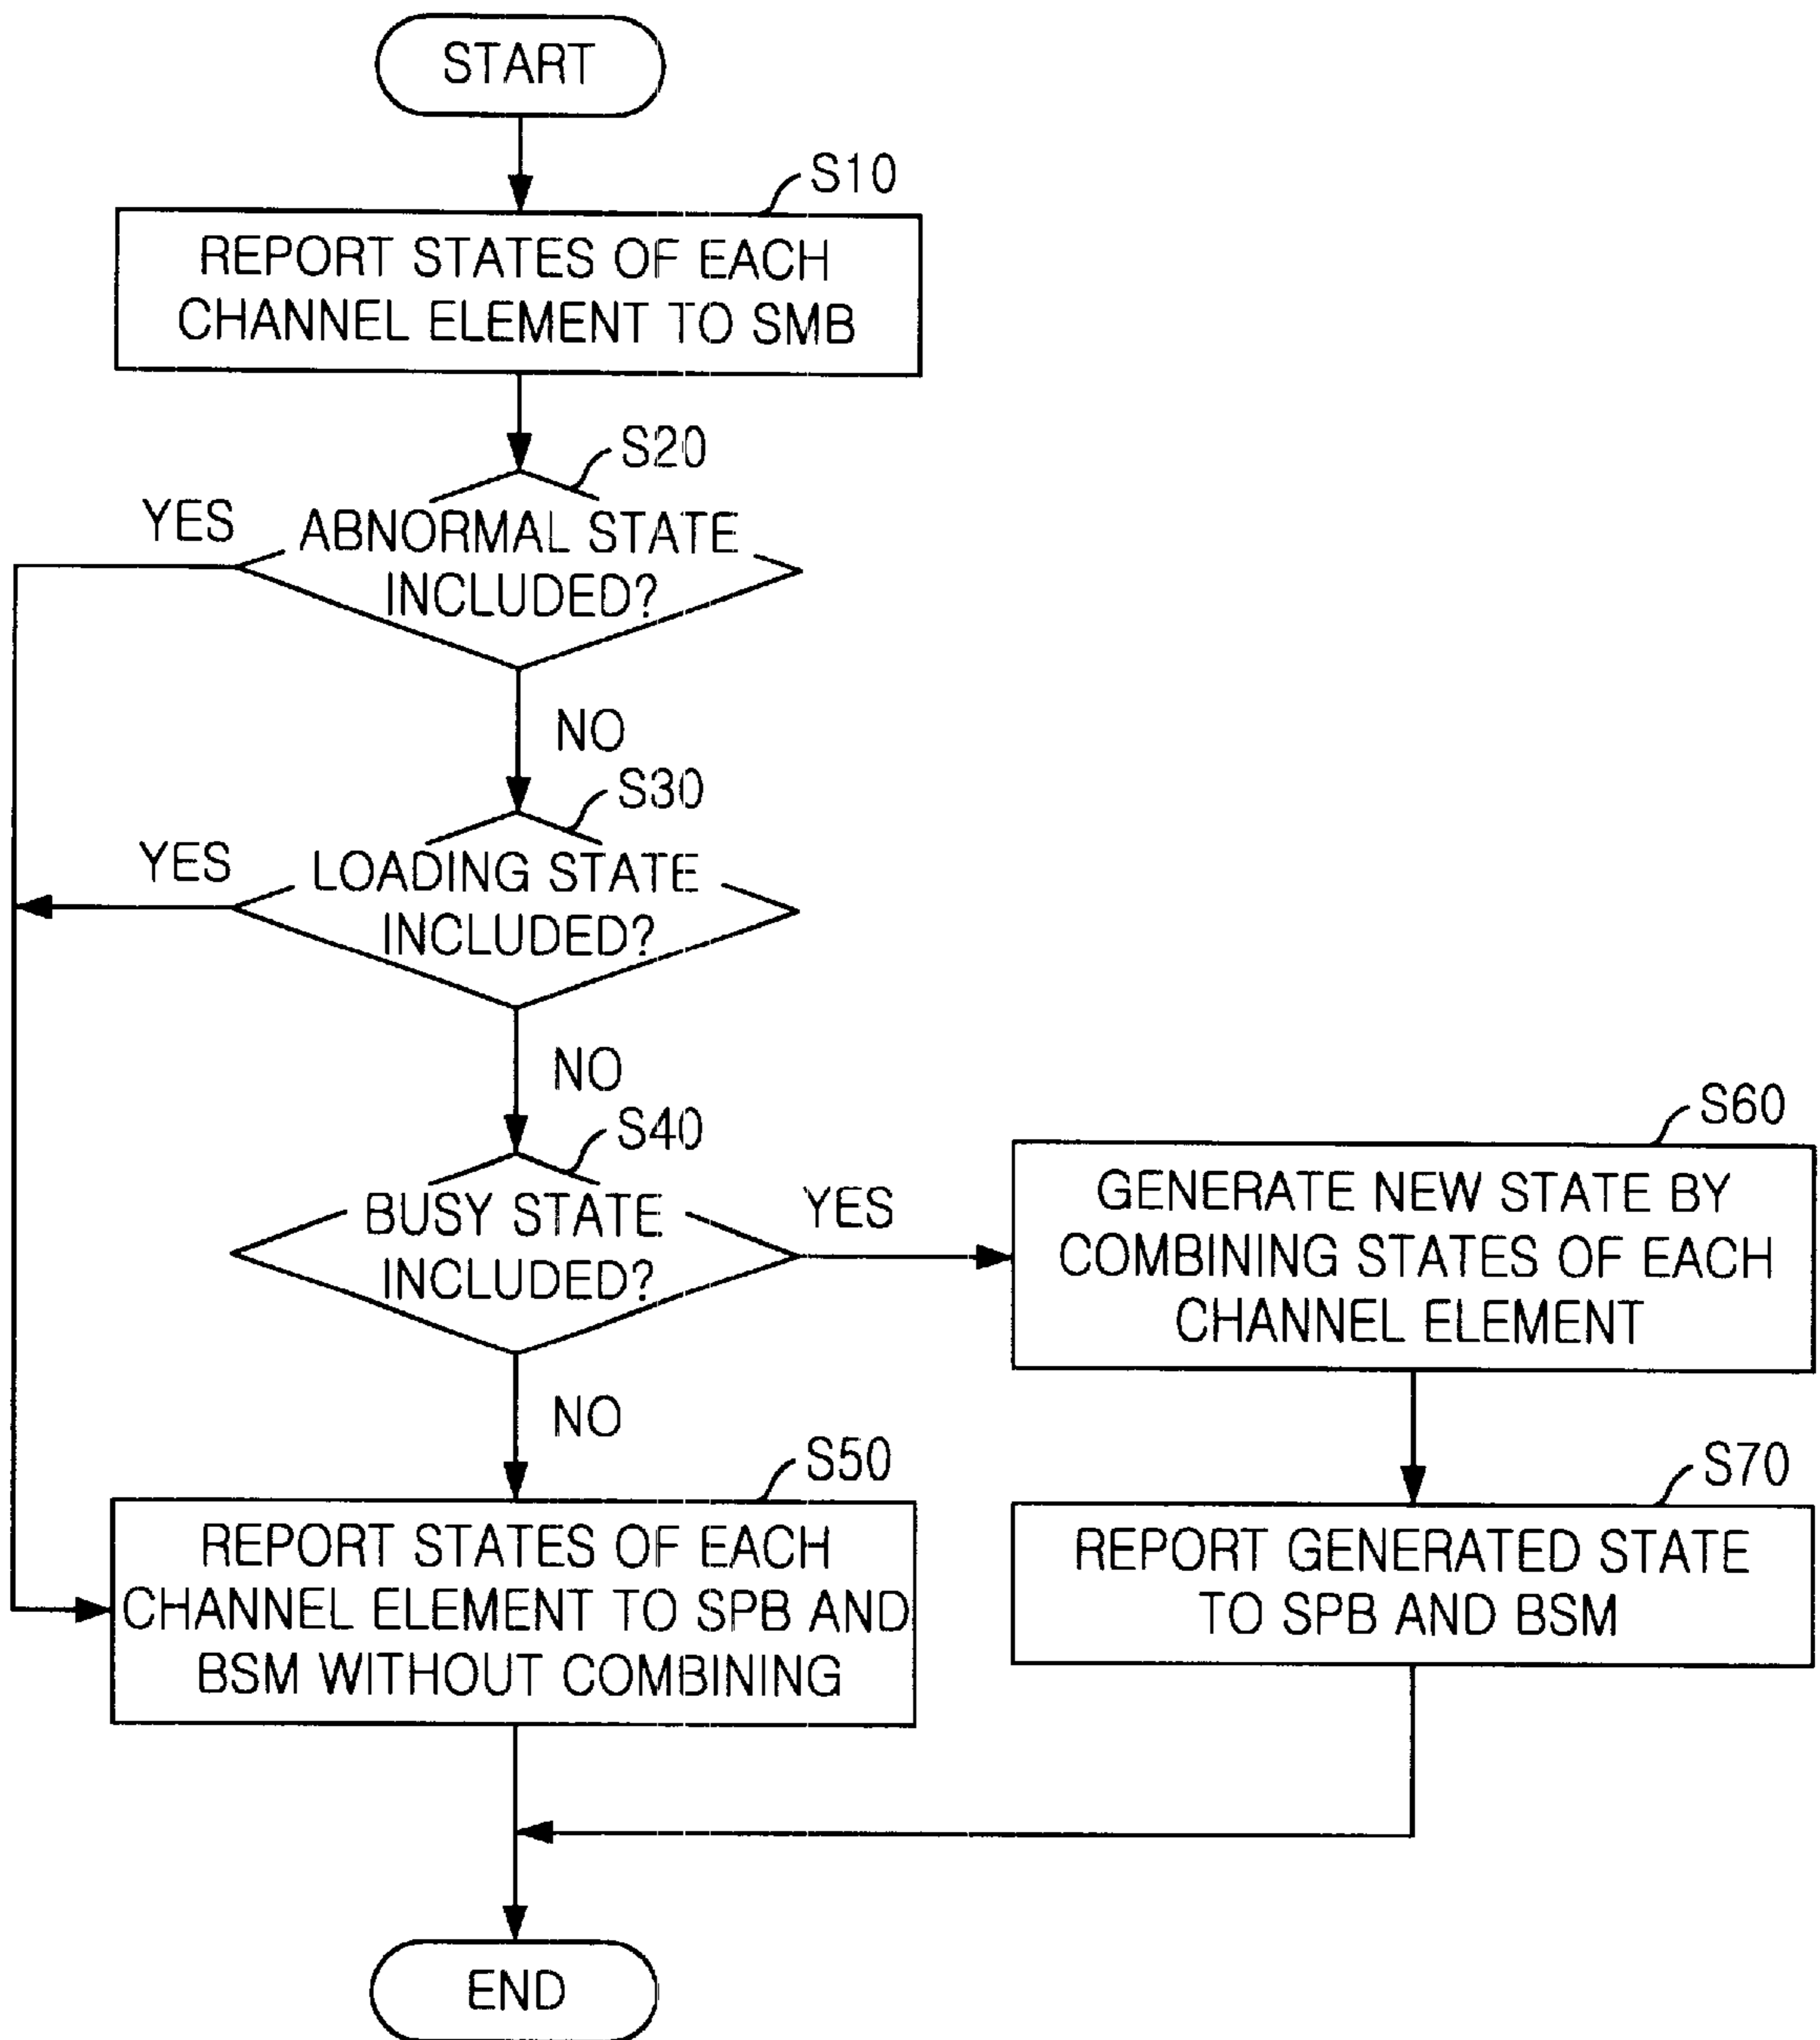 START
S10
REPORT STATES OF EACH
CHANNEL ELEMENT TO SMB
S20
YES
ABNORMAL STATE
INCLUDED?
NO
S30
YES
LOADING STATE
INCLUDED?
NO
S40
BUSY STATE
INCLUDED?
YES
S60
GENERATE NEW STATE BY
COMBINING STATES OF EACH
CHANNEL ELEMENT
NO
S50
REPORT STATES OF EACH
CHANNEL ELEMENT TO SPB AND
BSM WITHOUT COMBINING
S70
REPORT GENERATED STATE
TO SPB AND BSM
END